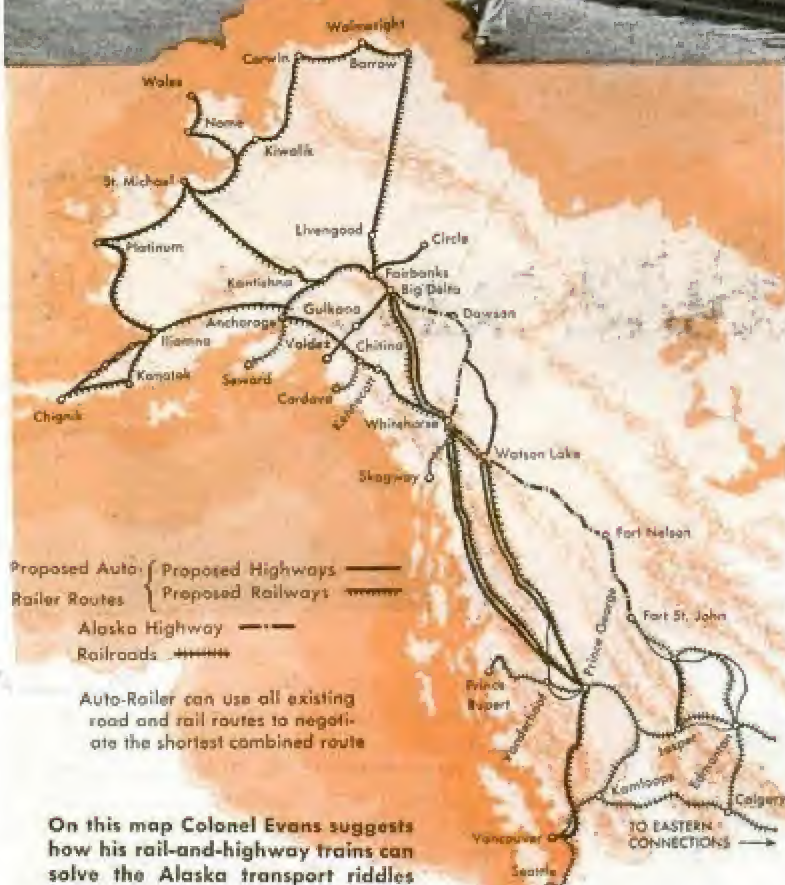 Wainwright
Corwin
Barrow
Wales
Nome
Kiwalik
St. Michael
Livengood
Circle
Platinum
Fairbanks
Kantishna
Big Delta
Gulkana
Dawson
Anchorage
Iliamna
Valdez
Chitina
Kanatak
Seward
Cordova
Kennecott
Chignik
Whitehorse
Watson Lake
Skagway
Fort Nelson
Proposed Auto- { Proposed Highways
Railer Routes { Proposed Railways
Prince George
Fort St. John
Alaska Highway
Railroads
Prince
Rupert
Vanderhoof
Auto-Railer can use all existing
road and rail routes to negoti-
ate the shortest combined route
Jasper
Edmonton
Kamloops
Calgary
On this map Colonel Evans suggests
how his rail-and-highway trains can
solve the Alaska transport riddles
Vancouver
TO EASTERN
CONNECTIONS
Seattle